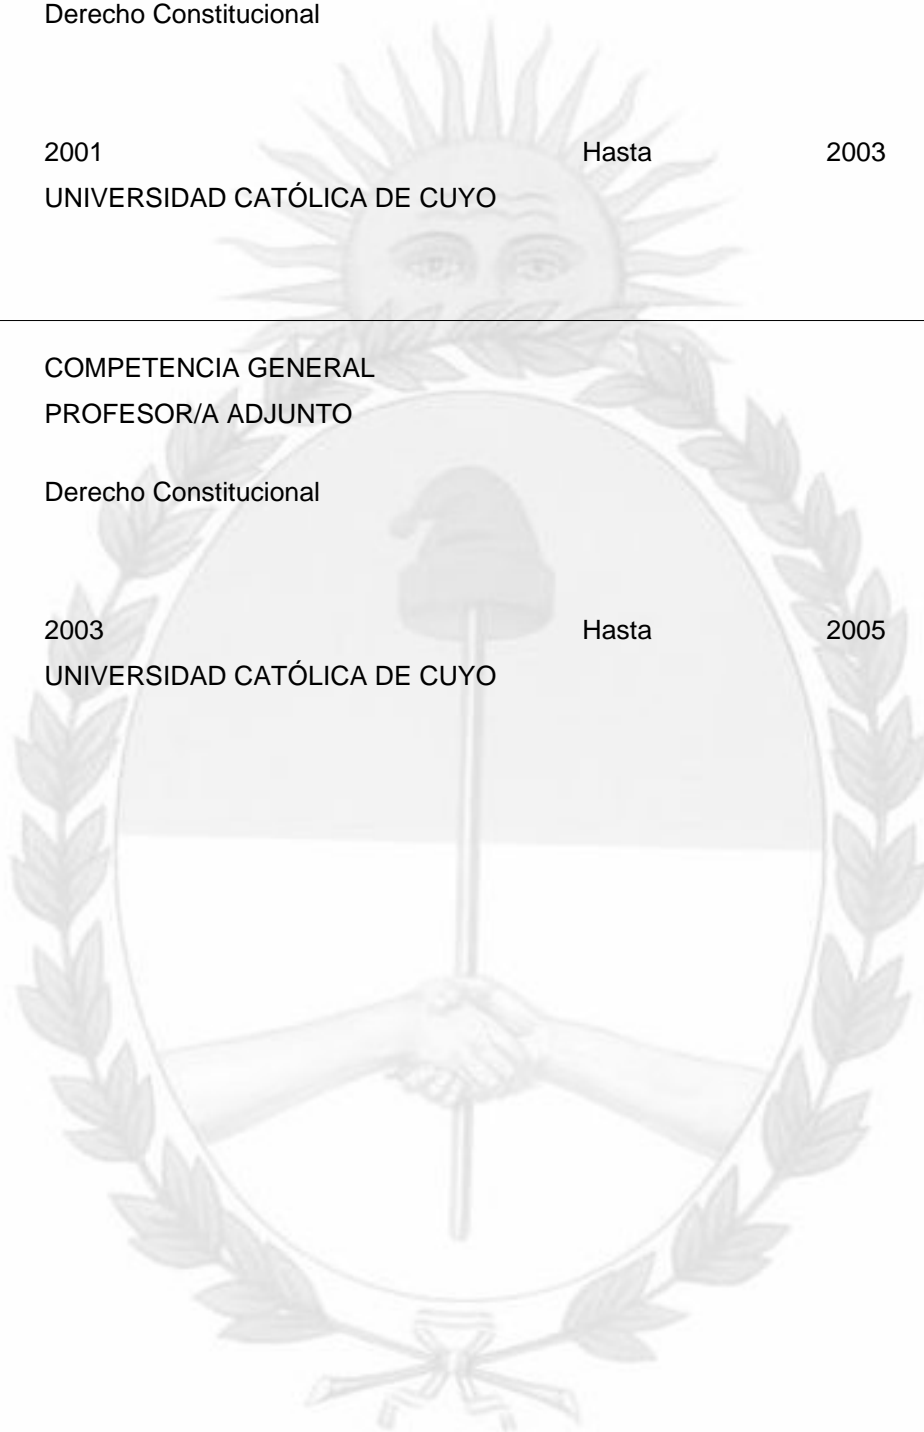 Derecho Constitucional
2001 Hasta 2003
UNIVERSIDAD CATÓLICA DE CUYO
COMPETENCIA GENERAL
PROFESOR/A ADJUNTO
Derecho Constitucional
2003 Hasta 2005
UNIVERSIDAD CATÓLICA DE CUYO